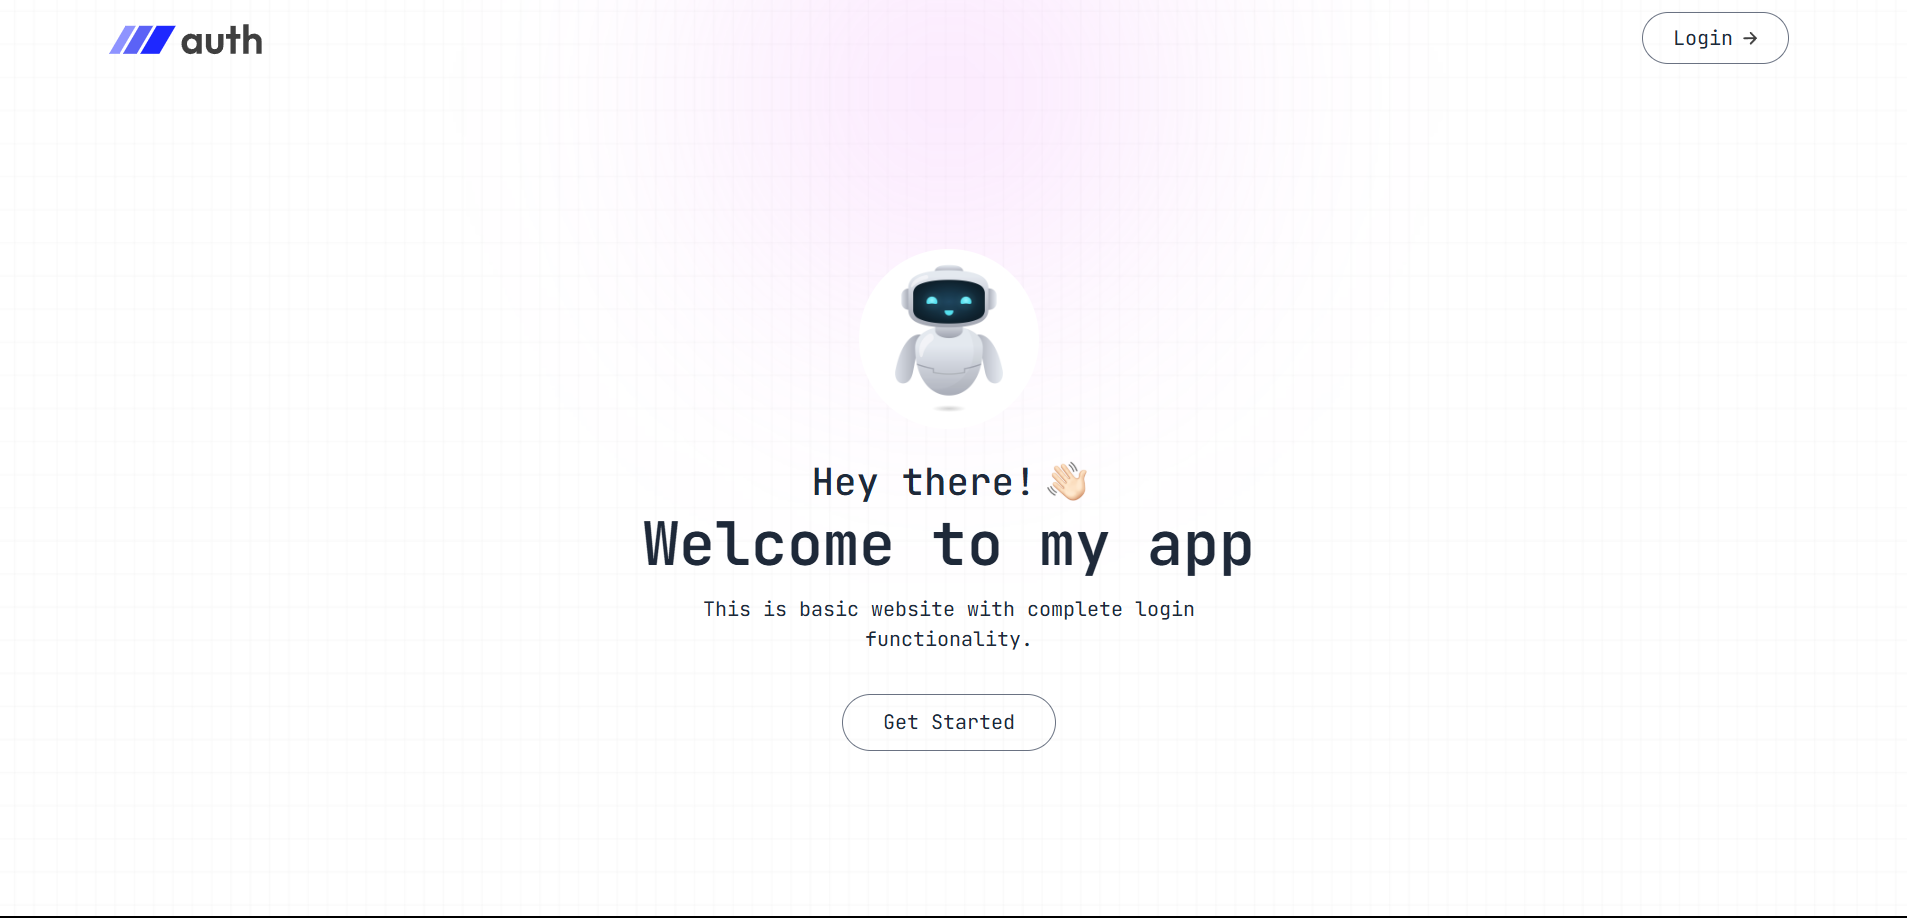 auth
Login →
Hey there! 👋🏻
Welcome to my app
This is basic website with complete login
functionality.
Get Started